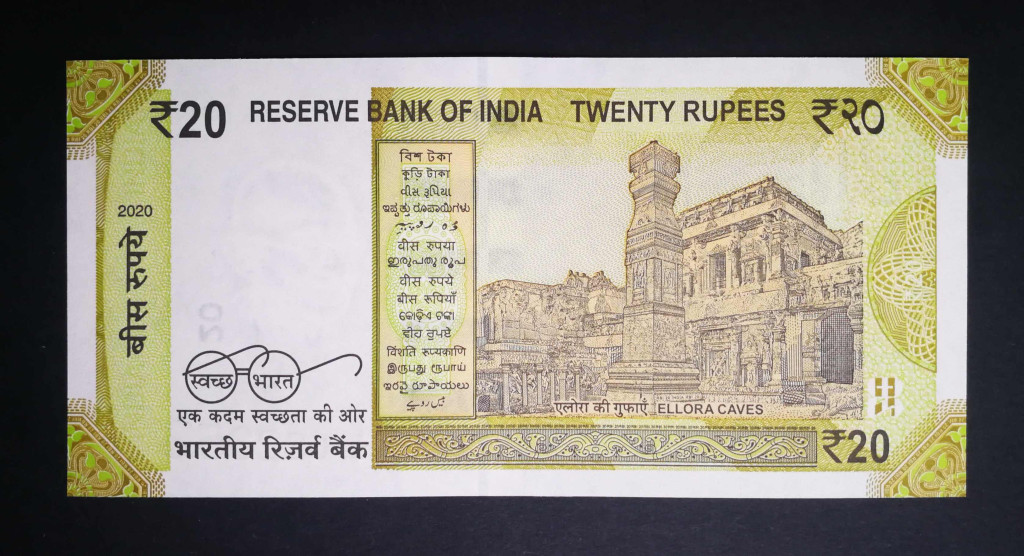 ₹20 RESERVE BANK OF INDIA TWENTY RUPEES ₹२०
বিশ টকা
কুড়ি টাকা
વીસ રૂપિયા
ಇಪ್ಪತ್ತು ರೂಪಾಯಿಗಳು
वीस रुपया
ഇരുപതു രൂപ
वीस रुपये
बीस रुपियाँ
କୋଡ଼ିଏ ଟଙ୍କା
ਵੀਹ ਰੁਪਏ
विंशति रूप्यकाणि
இருபது ரூபாய்
ఇరవై రూపాయలు
بیس روپے
2020
बीस रुपये
स्वच्छ भारत
एक कदम स्वच्छता की ओर
भारतीय रिज़र्व बैंक
एलोरा की गुफाएँ ELLORA CAVES
₹20